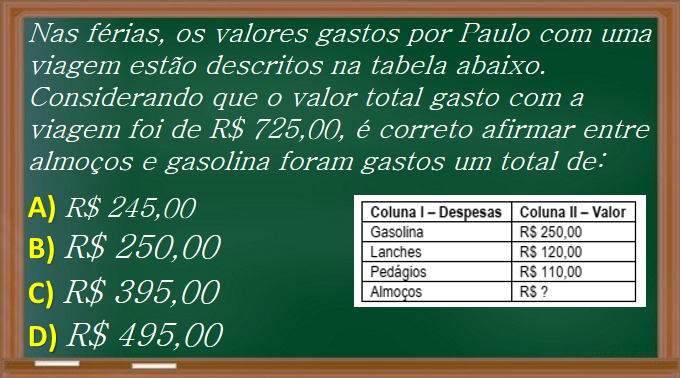 Nas férias, os valores gastos por Paulo com uma
viagem estão descritos na tabela abaixo.
Considerando que o valor total gasto com a
viagem foi de R$ 725,00, é correto afirmar entre
almoços e gasolina foram gastos um total de:
A) R$ 245,00
B) R$ 250,00
C) R$ 395,00
D) R$ 495,00
Coluna I – Despesas Coluna II – Valor
Gasolina R$ 250,00
Lanches R$ 120,00
Pedágios R$ 110,00
Almoços R$ ?